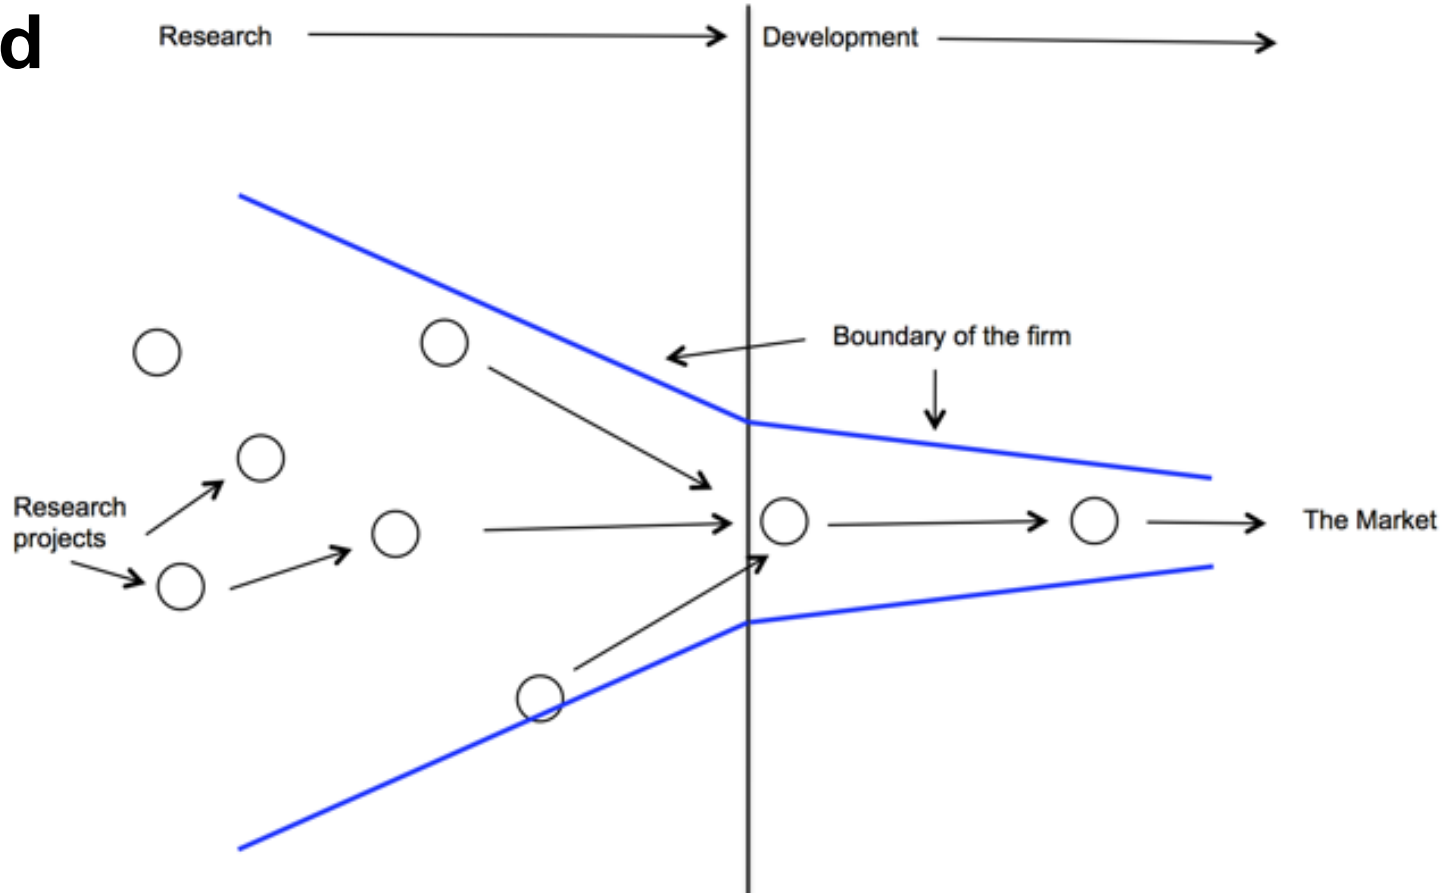 d
Research
Development
Boundary of the firm
Research
projects
The Market